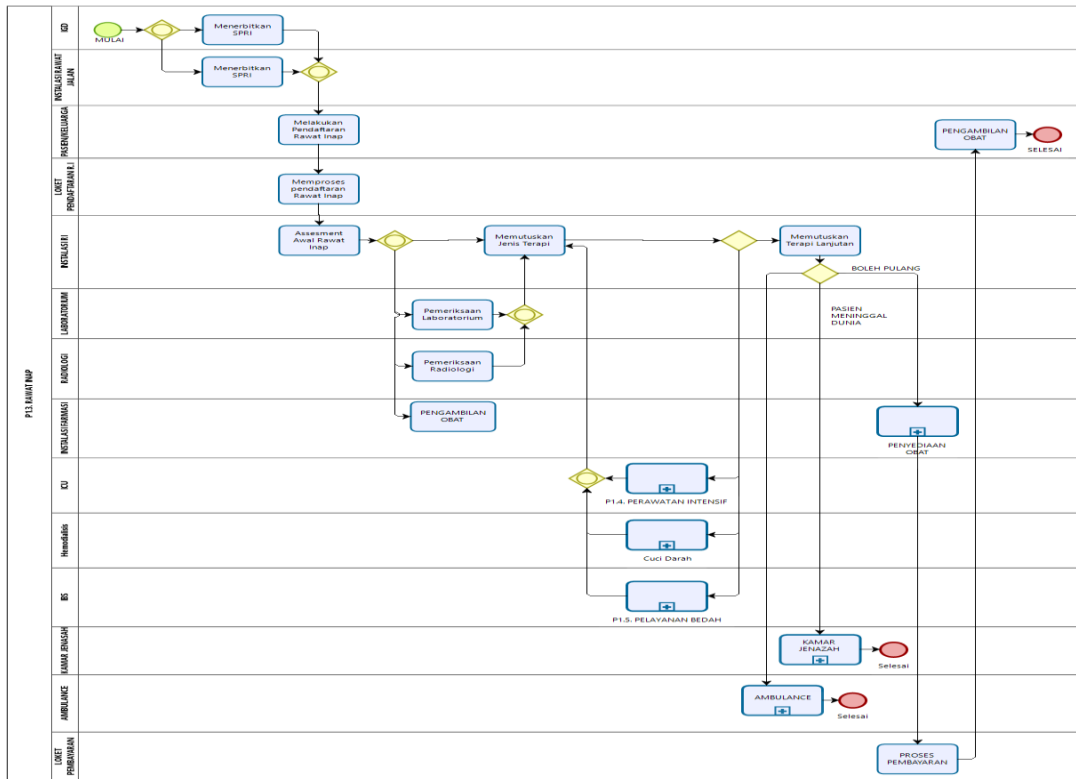 P13. RAWAT INAP
IGD
MULAI
Menerbitkan
SPRI
INSTALASI RAWAT
JALAN
Menerbitkan
SPRI
PASIEN/KELUARGA
Melakukan
Pendaftaran
Rawat Inap
PENGAMBILAN
OBAT
SELESAI
LOKET
PENDAFTARAN R.I
Memproses
pendaftaran
Rawat Inap
INSTALASI RI
Assesment
Awal Rawat
Inap
Memutuskan
Jenis Terapi
Memutuskan
Terapi Lanjutan
BOLEH PULANG
LABORATORIUM
Pemeriksaan
Laboratorium
PASIEN
MENINGGAL
DUNIA
RADIOLOGI
Pemeriksaan
Radiologi
INSTALASI FARMASI
PENGAMBILAN
OBAT
PENYEDIAAN
OBAT
ICU
P1.4. PERAWATAN INTENSIF
Hemodialisis
Cuci Darah
IBS
P1.5. PELAYANAN BEDAH
KAMAR JENASAH
KAMAR
JENAZAH
Selesai
AMBULANCE
AMBULANCE
Selesai
LOKET
PEMBAYARAN
PROSES
PEMBAYARAN